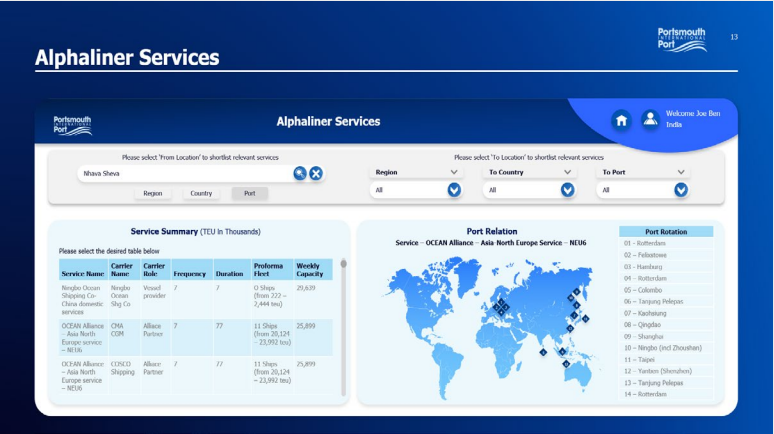 Portsmouth
INTERNATIONAL
Port
13
Alphaliner Services
Portsmouth
INTERNATIONAL
Port
Alphaliner Services
Welcome Joe Ben
India
Please select 'From Location' to shortlist relevant services
Nhava Sheva
Region Country Port
Please select 'To Location' to shortlist relevant services
Region To Country To Port
All All All
Service Summary (TEU In Thousands)
Please select the desired table below
Service Name Carrier Name Carrier Role Frequency Duration Proforma Fleet Weekly Capacity
Ningbo Ocean Shipping Co- China domestic services Ningbo Ocean Shg Co Vessel provider 7 7 0 Ships (from 222 – 2,444 teu) 29,639
OCEAN Alliance – Asia North Europe service – NEU6 CMA CGM Alliace Partner 7 77 11 Ships (from 20,124 – 23,992 teu) 25,899
OCEAN Alliance – Asia North Europe service – NEU6 COSCO Shipping Alliace Partner 7 77 11 Ships (from 20,124 – 23,992 teu) 25,899
Port Relation
Service – OCEAN Alliance – Asia-North Europe Service – NEU6
Port Rotation
01 - Rotterdam
02 – Felixstowe
03 - Hamburg
04 – Rotterdam
05 – Colombo
06 – Tanjung Pelepas
07 – Kaohsiung
08 – Qingdao
09 – Shanghai
10 – Ningbo (incl Zhoushan)
11 – Taipei
12 – Yantien (Shenzhen)
13 – Tanjung Pelepas
14 – Rotterdam